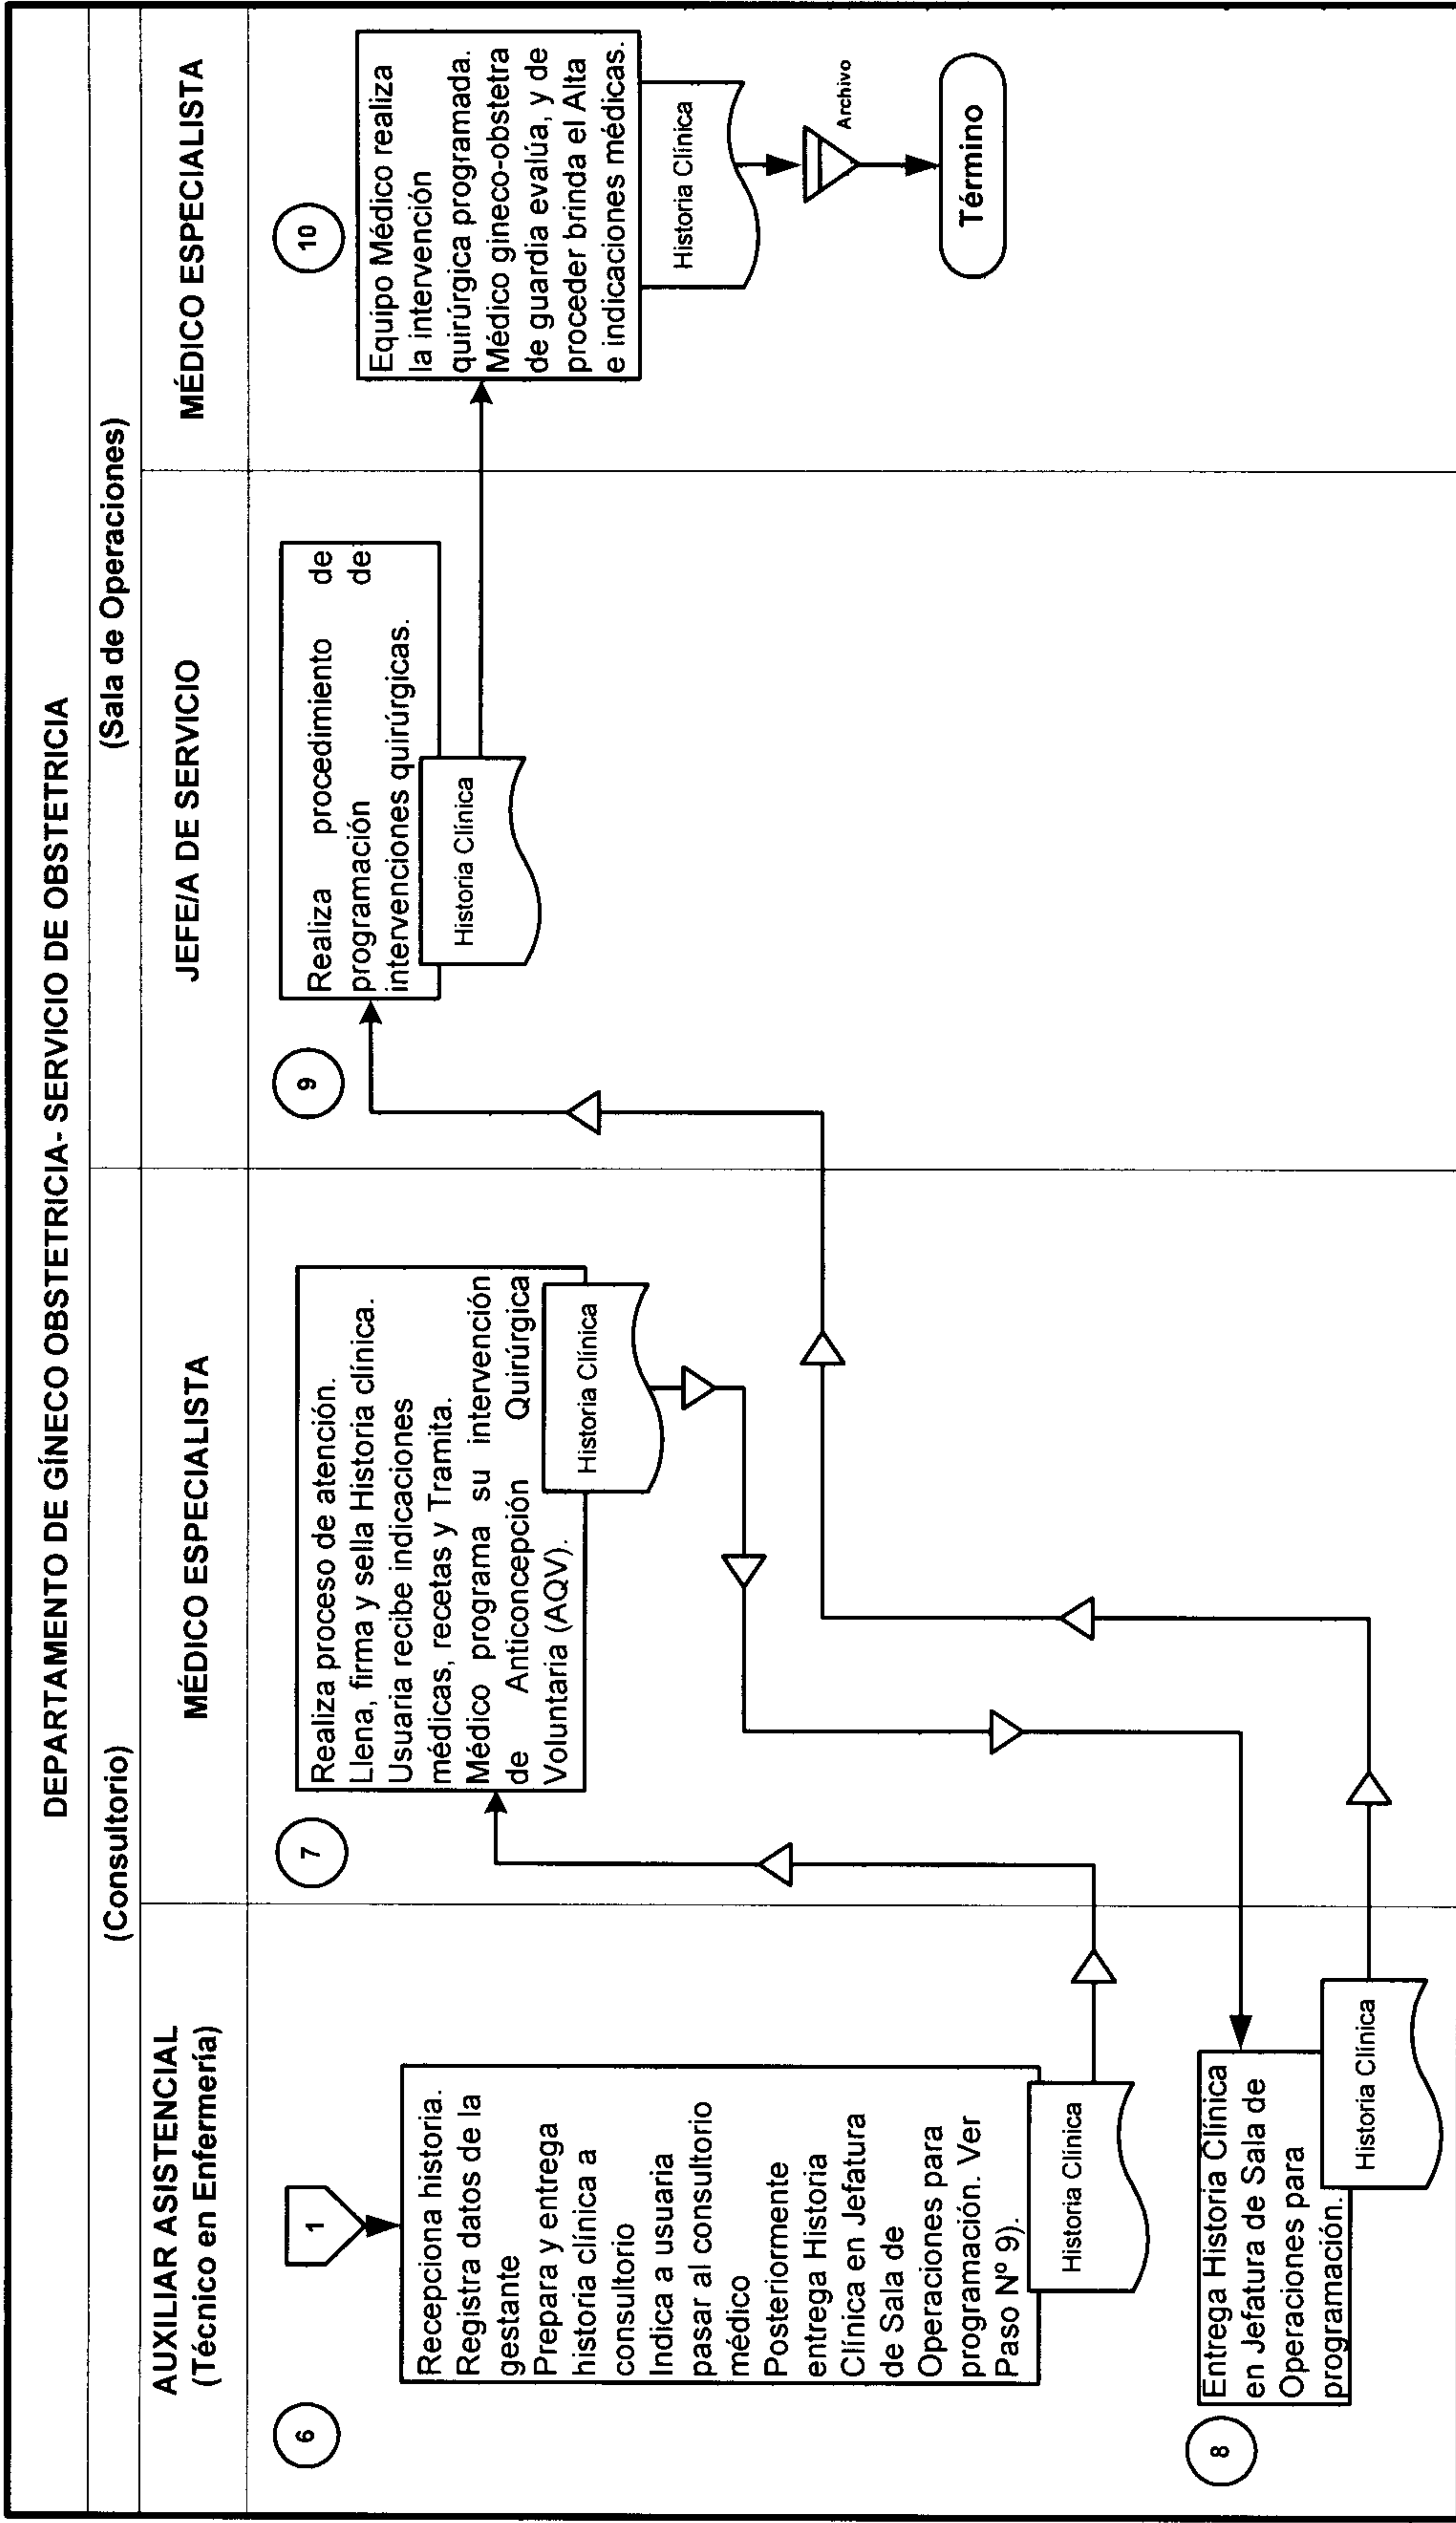 DEPARTAMENTO DE GÍNECO OBSTETRICIA- SERVICIO DE OBSTETRICIA
(Consultorio)
(Sala de Operaciones)
AUXILIAR ASISTENCIAL
(Técnico en Enfermería)
MÉDICO ESPECIALISTA
JEFE/A DE SERVICIO
MÉDICO ESPECIALISTA
1
6
Recepciona historia.
Registra datos de la
gestante
Prepara y entrega
historia clínica a
consultorio
Indica a usuaria
pasar al consultorio
médico
Posteriormente
entrega Historia
Clínica en Jefatura
de Sala de
Operaciones para
programación. Ver
Paso Nº 9).
Historia Clínica
7
Realiza proceso de atención.
Llena, firma y sella Historia clínica.
Usuaria recibe indicaciones
médicas, recetas y Tramita.
Médico programa su intervención
de Anticoncepción Quirúrgica
Voluntaria (AQV).
Historia Clínica
8
Entrega Historia Clínica
en Jefatura de Sala de
Operaciones para
programación.
Historia Clínica
9
Realiza procedimiento de
programación de
intervenciones quirúrgicas.
Historia Clínica
10
Equipo Médico realiza
la intervención
quirúrgica programada.
Médico gineco-obstetra
de guardia evalúa, y de
proceder brinda el Alta
e indicaciones médicas.
Historia Clínica
Archivo
Término